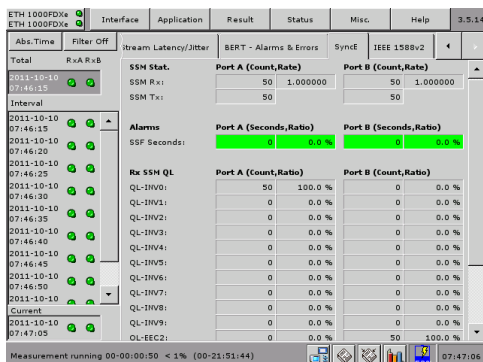 ETH 1000FDXe
ETH 1000FDXe
Interface Application Result Status Misc. Help 3.5.14
Abs.Time Filter Off
Stream Latency/Jitter BERT - Alarms & Errors SyncE IEEE 1588v2
Total RxA RxB
2011-10-10
07:46:15
Interval
2011-10-10
07:46:15
2011-10-10
07:46:20
2011-10-10
07:46:25
2011-10-10
07:46:30
2011-10-10
07:46:35
2011-10-10
07:46:40
2011-10-10
07:46:45
2011-10-10
07:46:50
2011-10-10
Current
2011-10-10
07:47:05
SSM Stat. Port A (Count,Rate) Port B (Count,Rate)
SSM Rx: 50 1.000000 50 1.000000
SSM Tx: 50 50
Alarms Port A (Seconds,Ratio) Port B (Seconds,Ratio)
SSF Seconds: 0 0.0 % 0 0.0 %
Rx SSM QL Port A (Count,Ratio) Port B (Count,Ratio)
QL-INV0: 50 100.0 % 0 0.0 %
QL-INV1: 0 0.0 % 0 0.0 %
QL-INV2: 0 0.0 % 0 0.0 %
QL-INV3: 0 0.0 % 0 0.0 %
QL-INV4: 0 0.0 % 0 0.0 %
QL-INV5: 0 0.0 % 0 0.0 %
QL-INV6: 0 0.0 % 0 0.0 %
QL-INV7: 0 0.0 % 0 0.0 %
QL-INV8: 0 0.0 % 0 0.0 %
QL-INV9: 0 0.0 % 0 0.0 %
QL-EEC2: 0 0.0 % 50 100.0 %
Measurement running 00-00:00:50 < 1% (00-21:51:44) 07:47:06